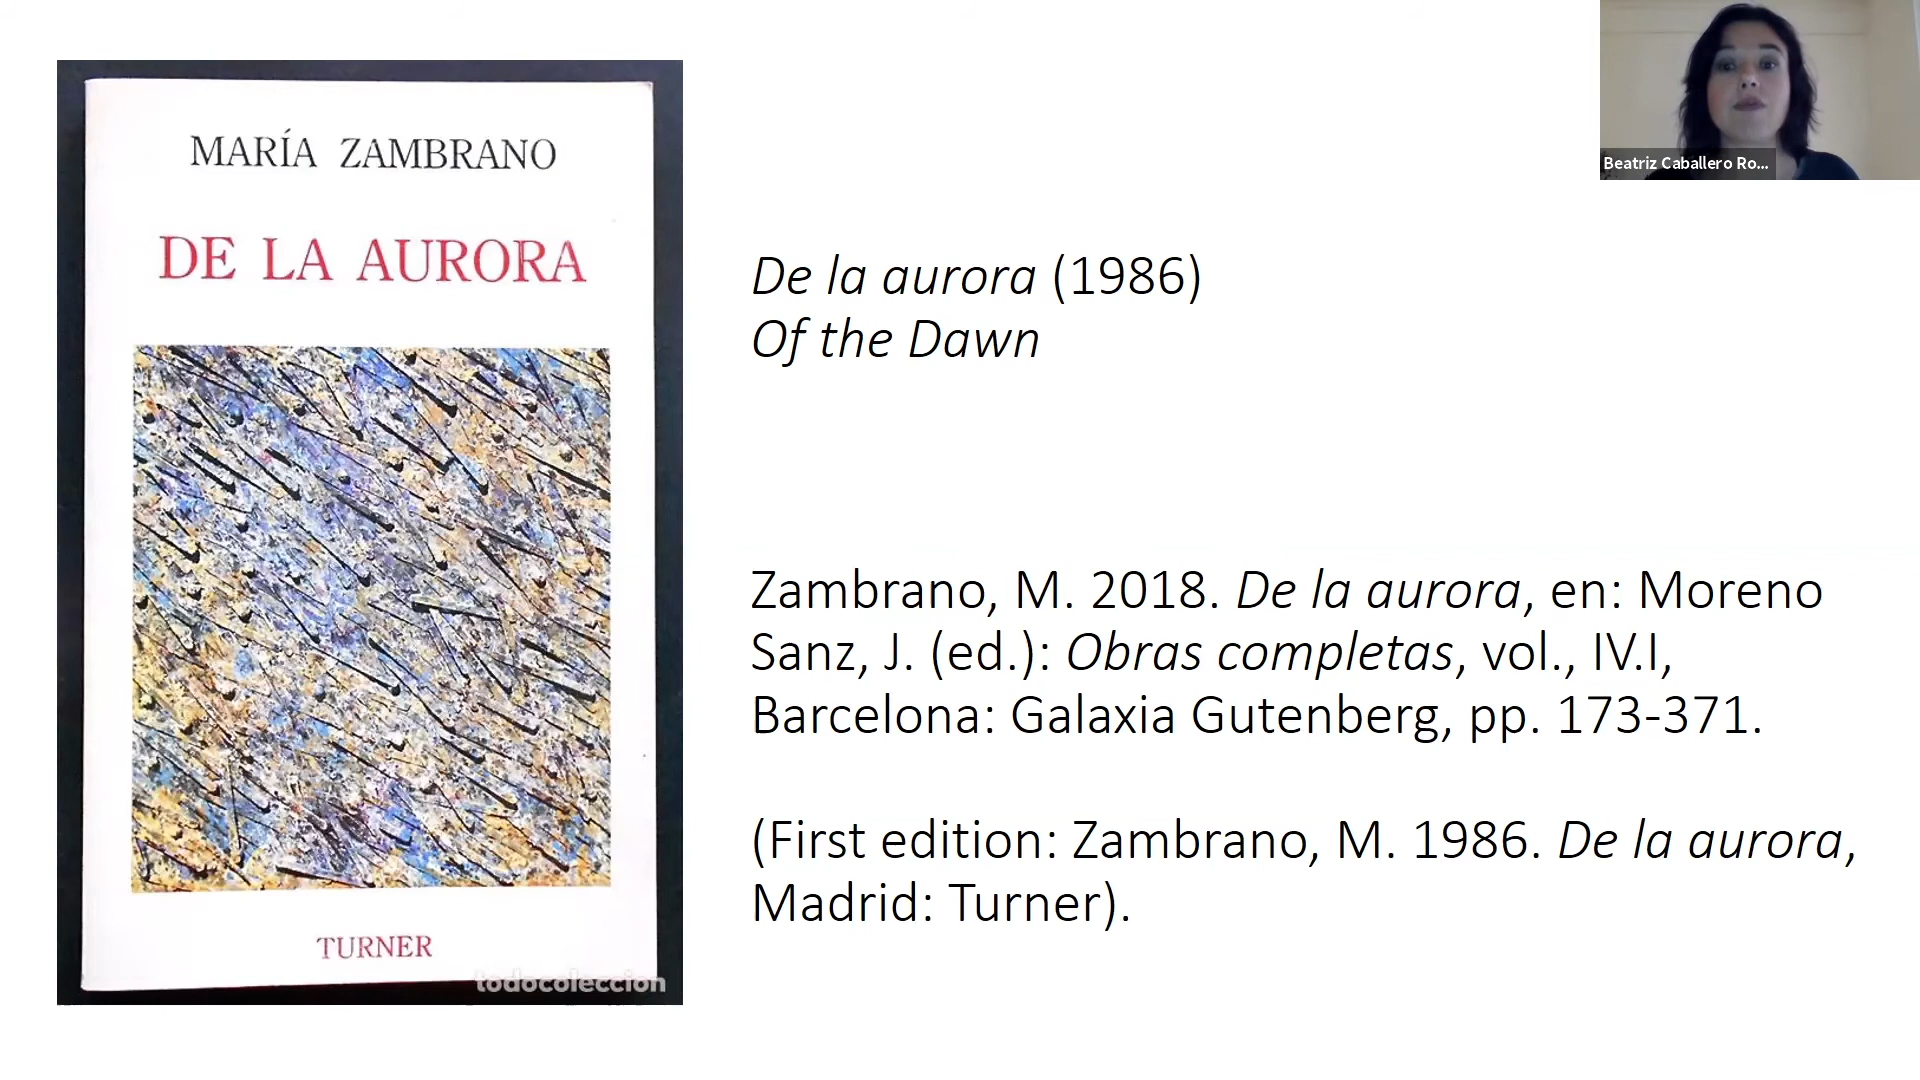 MARÍA ZAMBRANO
DE LA AURORA
TURNER
todocoleccion
Beatriz Caballero Ro...
De la aurora (1986)
Of the Dawn
Zambrano, M. 2018. De la aurora, en: Moreno
Sanz, J. (ed.): Obras completas, vol., IV.I,
Barcelona: Galaxia Gutenberg, pp. 173-371.
(First edition: Zambrano, M. 1986. De la aurora,
Madrid: Turner).